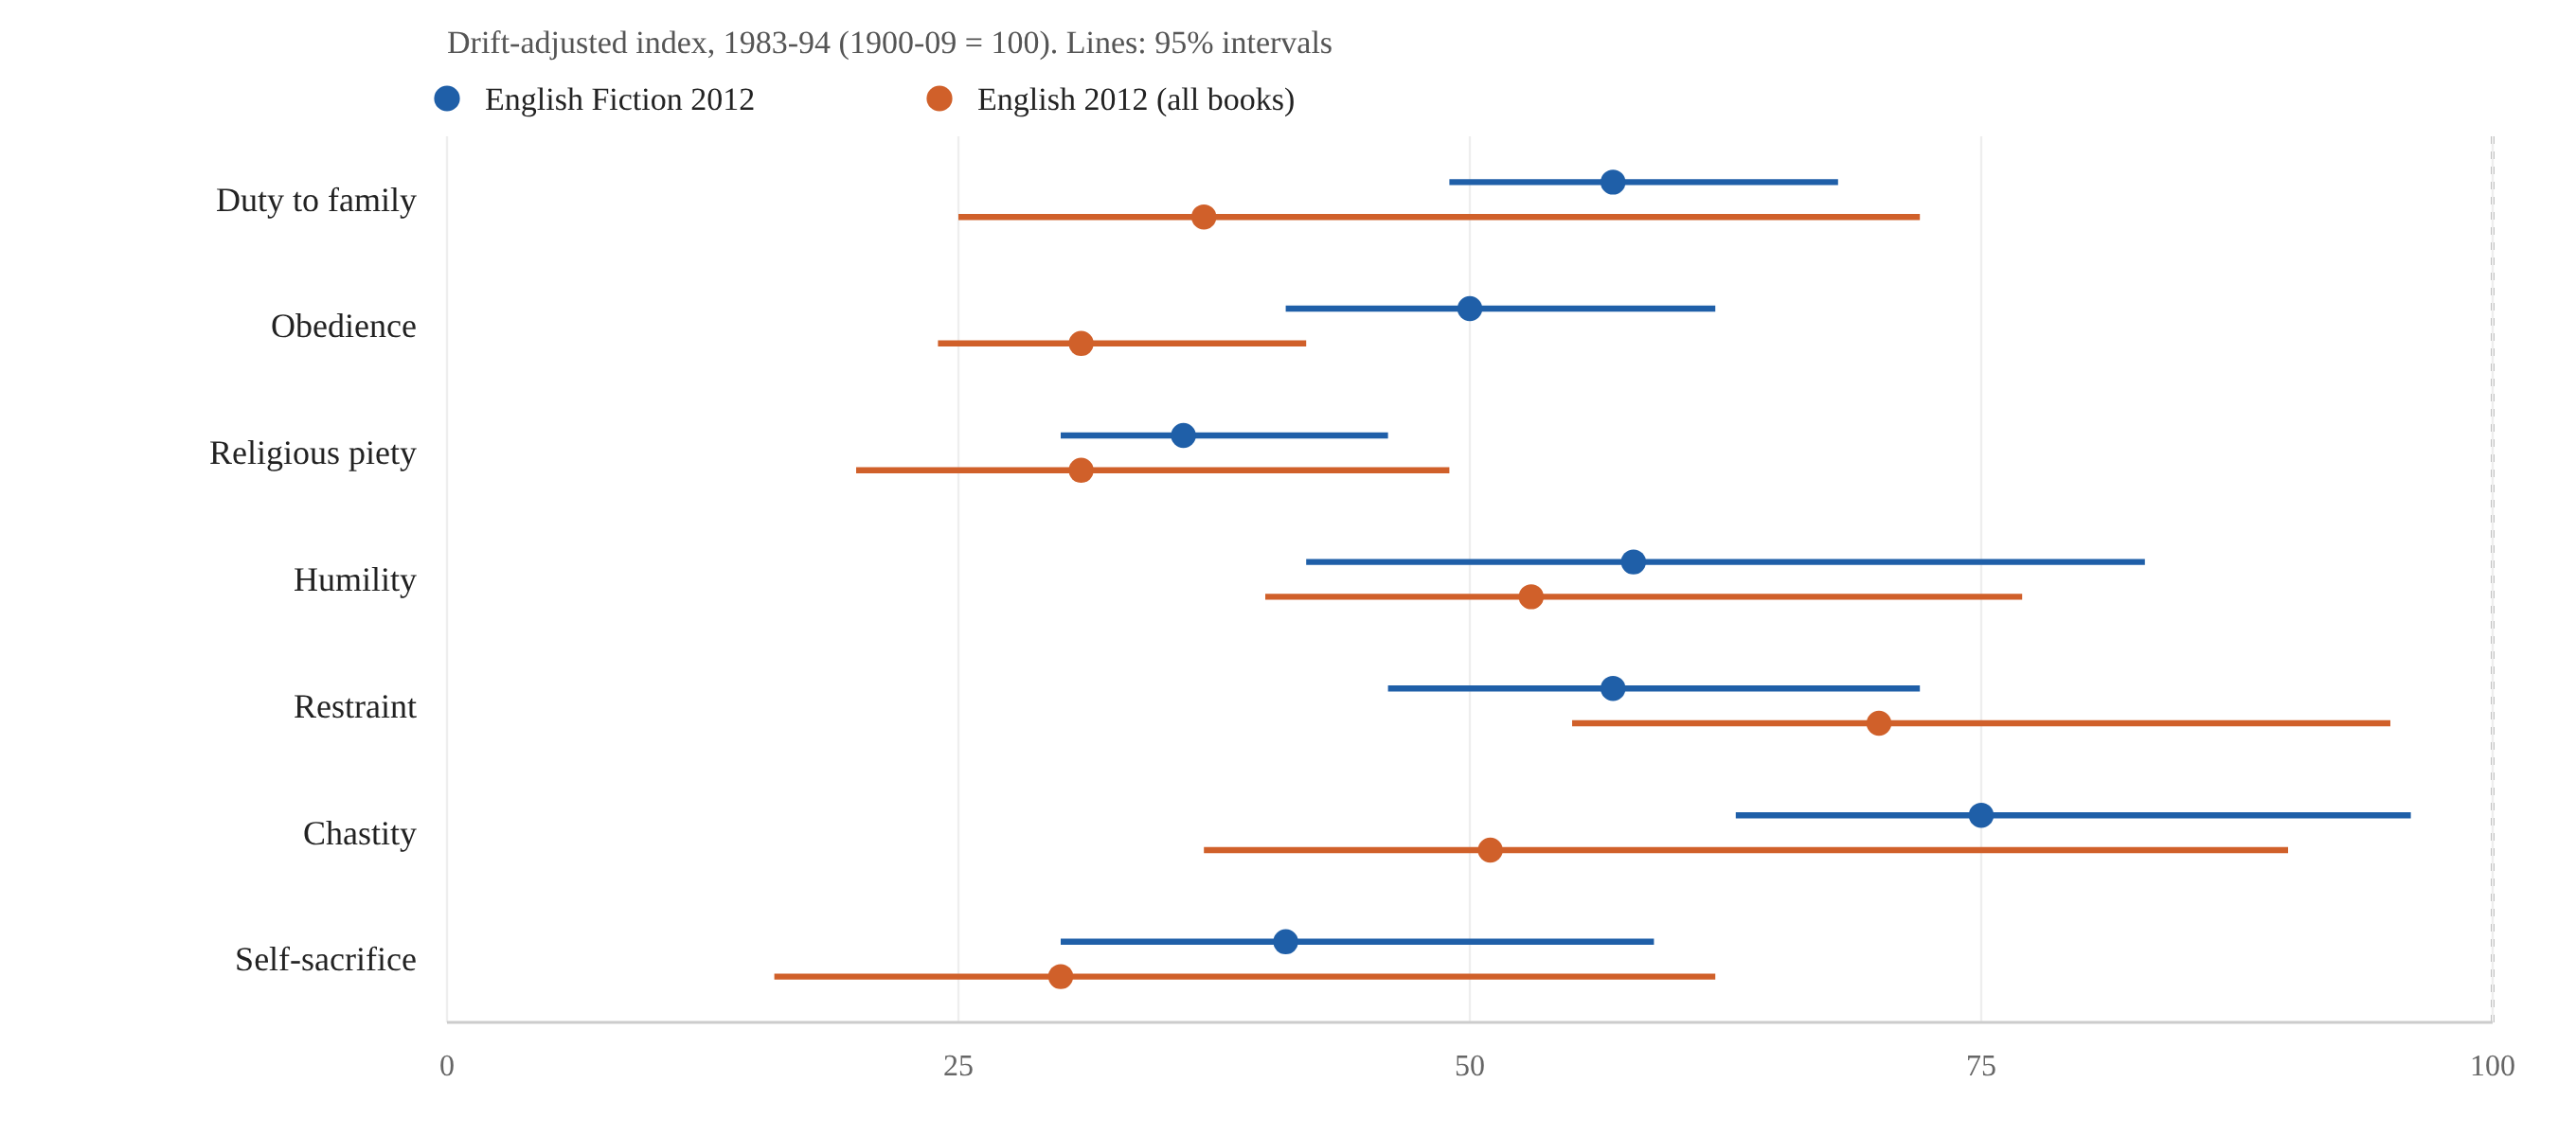 Drift-adjusted index, 1983-94 (1900-09 = 100). Lines: 95% intervals
English Fiction 2012
English 2012 (all books)
Duty to family
Obedience
Religious piety
Humility
Restraint
Chastity
Self-sacrifice
0 25 50 75 100